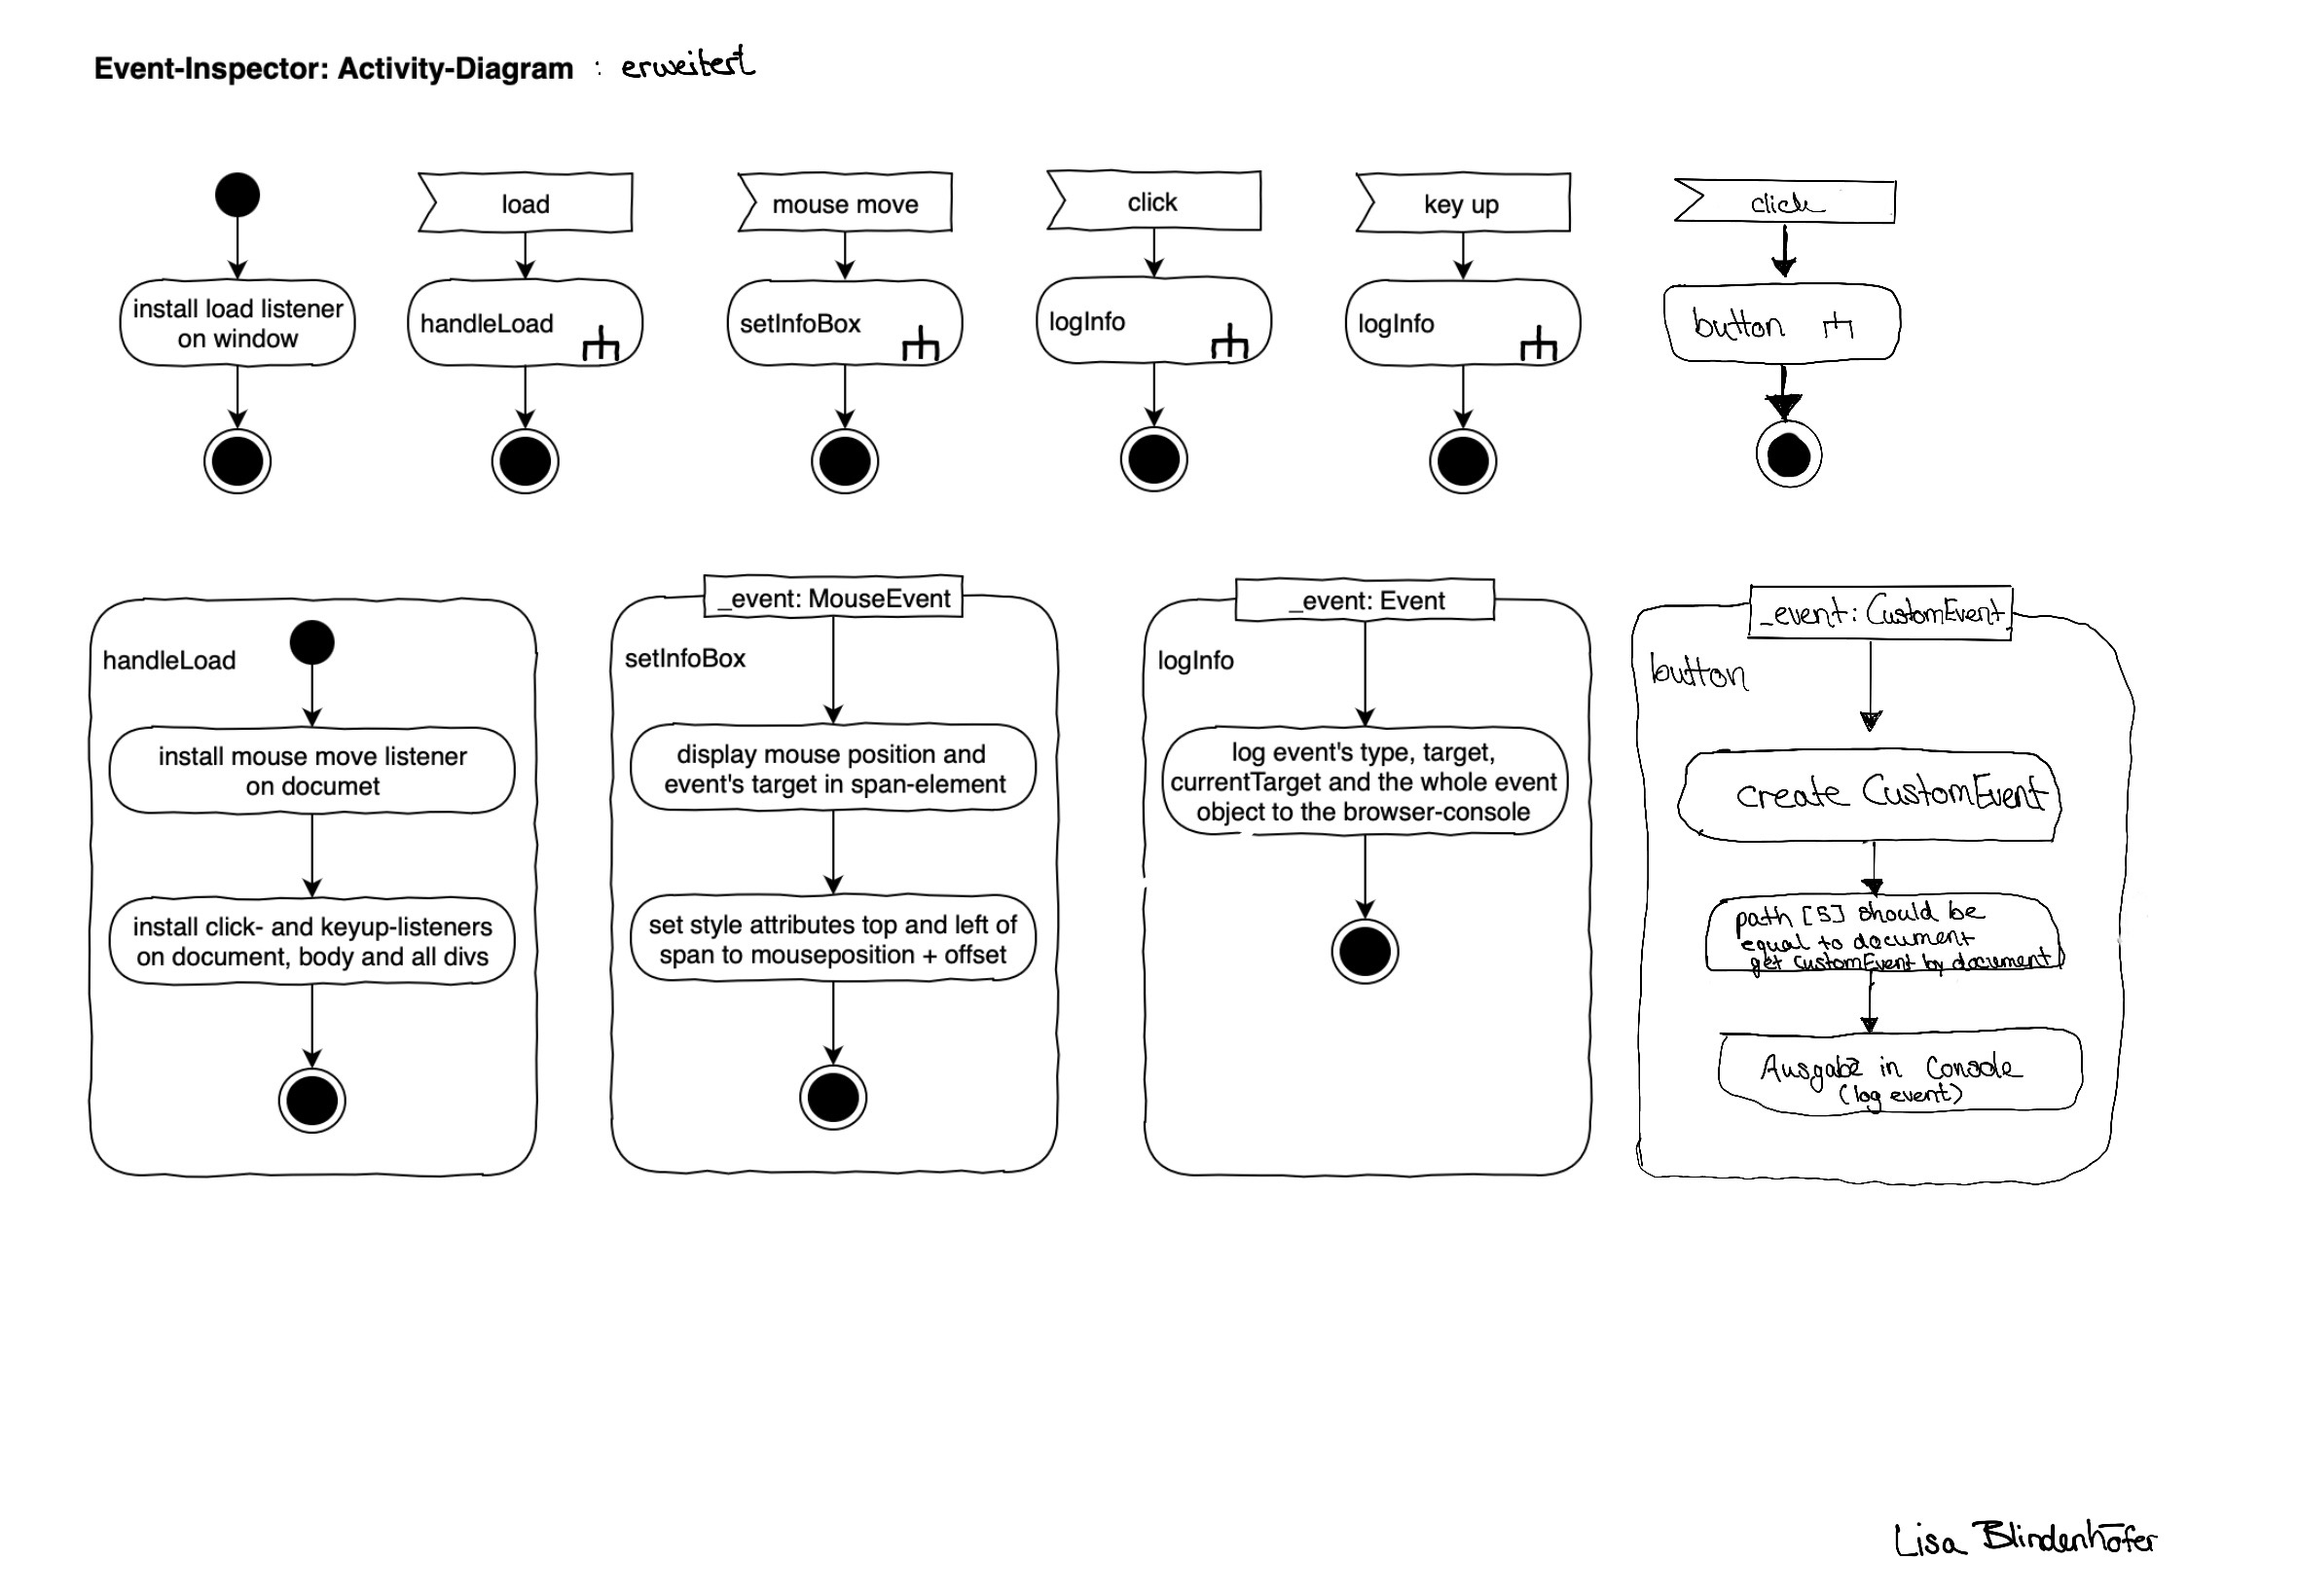 Event-Inspector: Activity-Diagram : erweitert
load
mouse move
click
key up
click
install load listener
on window
handleLoad
setInfoBox
logInfo
logInfo
button
handleLoad
install mouse move listener
on documet
install click- and keyup-listeners
on document, body and all divs
_event: MouseEvent
setInfoBox
display mouse position and
event's target in span-element
set style attributes top and left of
span to mouseposition + offset
_event: Event
logInfo
log event's type, target,
currentTarget and the whole event
object to the browser-console
_event: CustomEvent
button
create CustomEvent
path [5] should be
equal to document
get customEvent by document
Ausgabe in Console
(log event)
Lisa Blindenhöfer